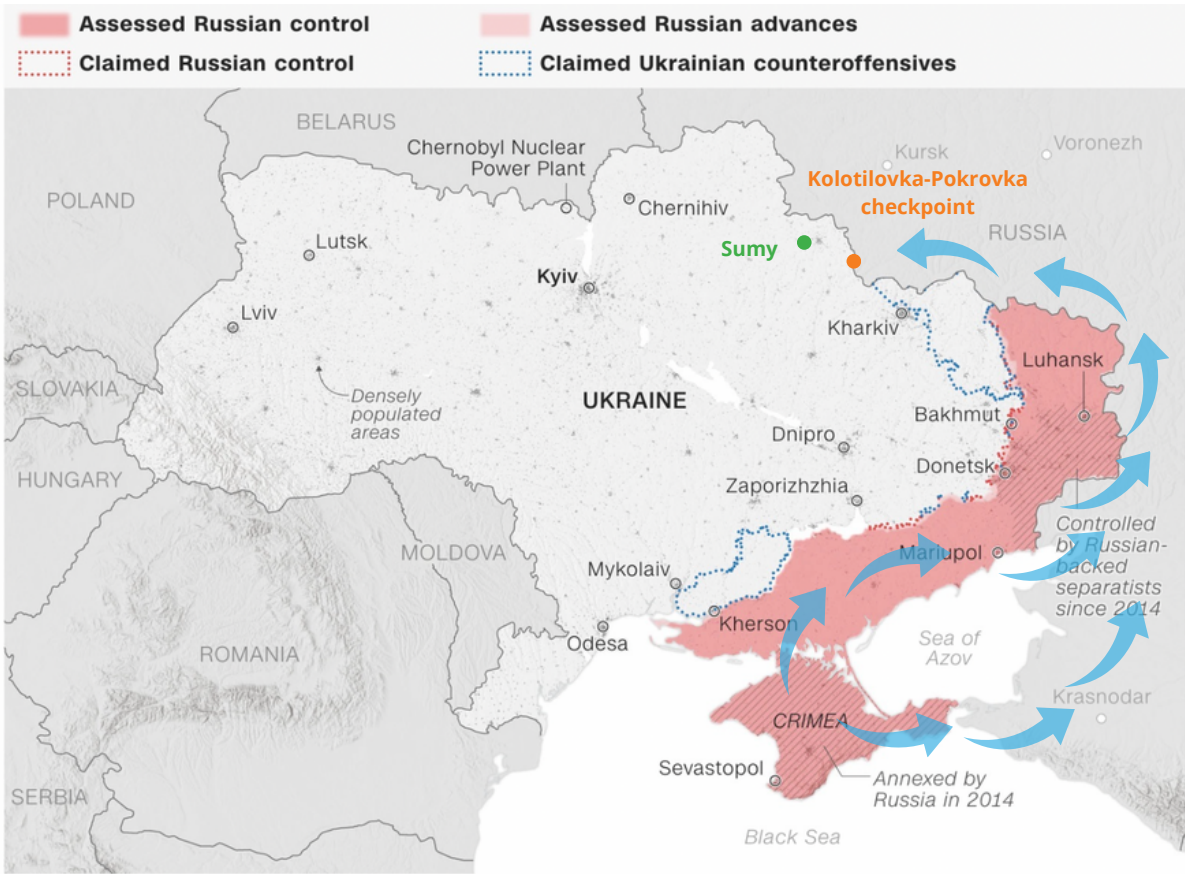 Assessed Russian control
Assessed Russian advances
Claimed Russian control
Claimed Ukrainian counteroffensives
BELARUS
Chernobyl Nuclear
Power Plant
Kursk
Voronezh
Kolotilovka-Pokrovka
checkpoint
POLAND
Chernihiv
RUSSIA
Lutsk
Sumy
Kyiv
Lviv
Kharkiv
Luhansk
SLOVAKIA
Densely
populated
areas
UKRAINE
Bakhmut
Dnipro
Donetsk
HUNGARY
Zaporizhzhia
Controlled
by Russian-
backed
separatists
since 2014
MOLDOVA
Mariupol
Mykolaiv
Kherson
Odesa
Sea of
Azov
ROMANIA
Krasnodar
CRIMEA
Sevastopol
Annexed by
Russia in 2014
SERBIA
Black Sea